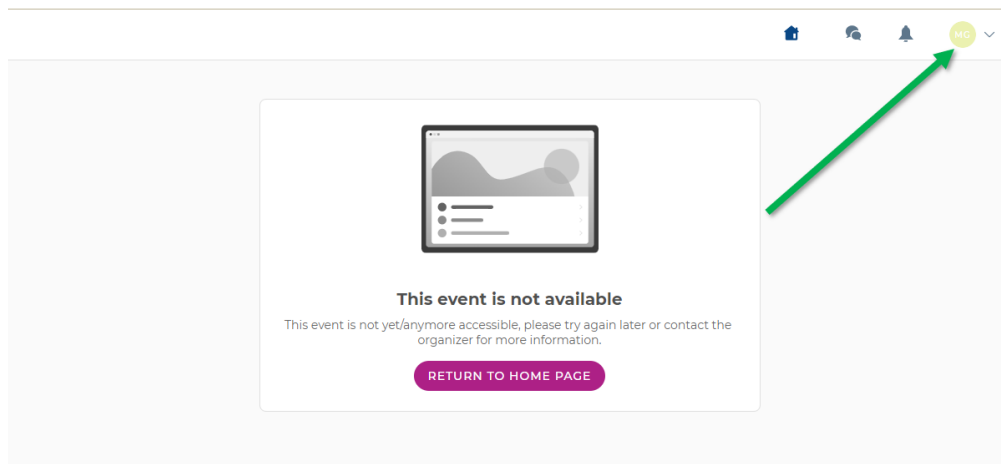 MG
This event is not available
This event is not yet/anymore accessible, please try again later or contact the
organizer for more information.
RETURN TO HOME PAGE